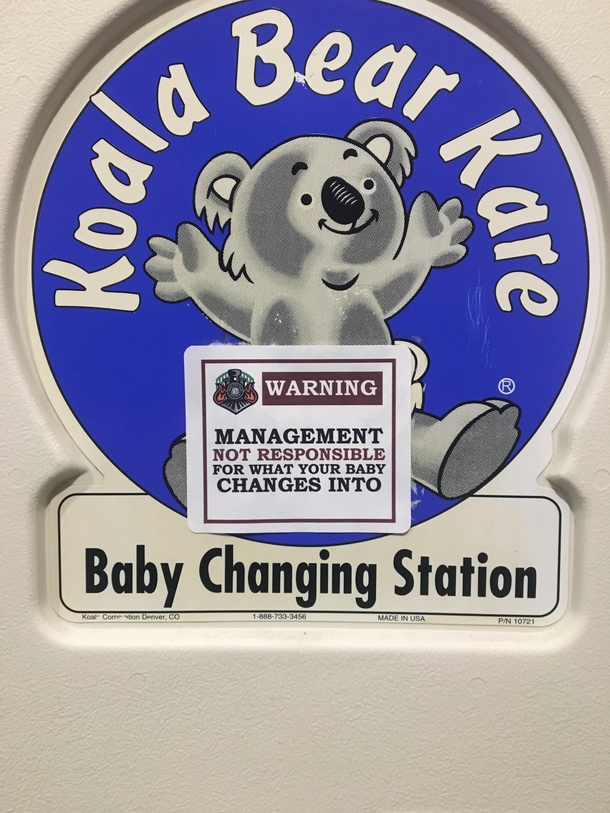 Koala Bear Kare
®
WARNING
MANAGEMENT
NOT RESPONSIBLE
FOR WHAT YOUR BABY
CHANGES INTO
Baby Changing Station
Denver, CO 1-888-733-3456 MADE IN USA P/N 10721